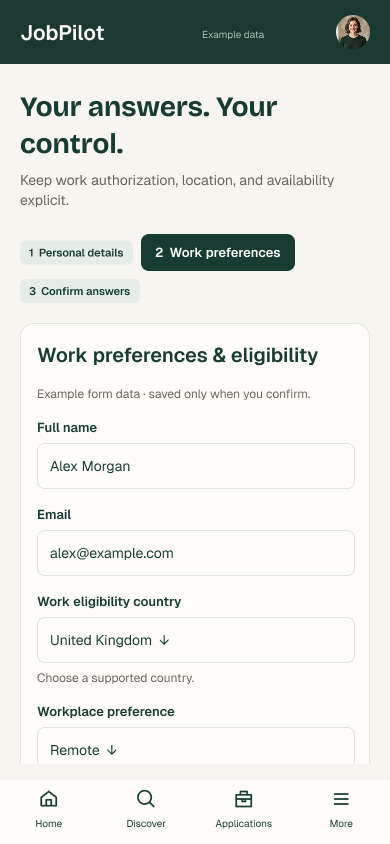 JobPilot
Example data
Your answers. Your
control.
Keep work authorization, location, and availability
explicit.
1 Personal details
2 Work preferences
3 Confirm answers
Work preferences & eligibility
Example form data · saved only when you confirm.
Full name
Alex Morgan
Email
alex@example.com
Work eligibility country
United Kingdom ↓
Choose a supported country.
Workplace preference
Remote ↓
Home
Discover
Applications
More